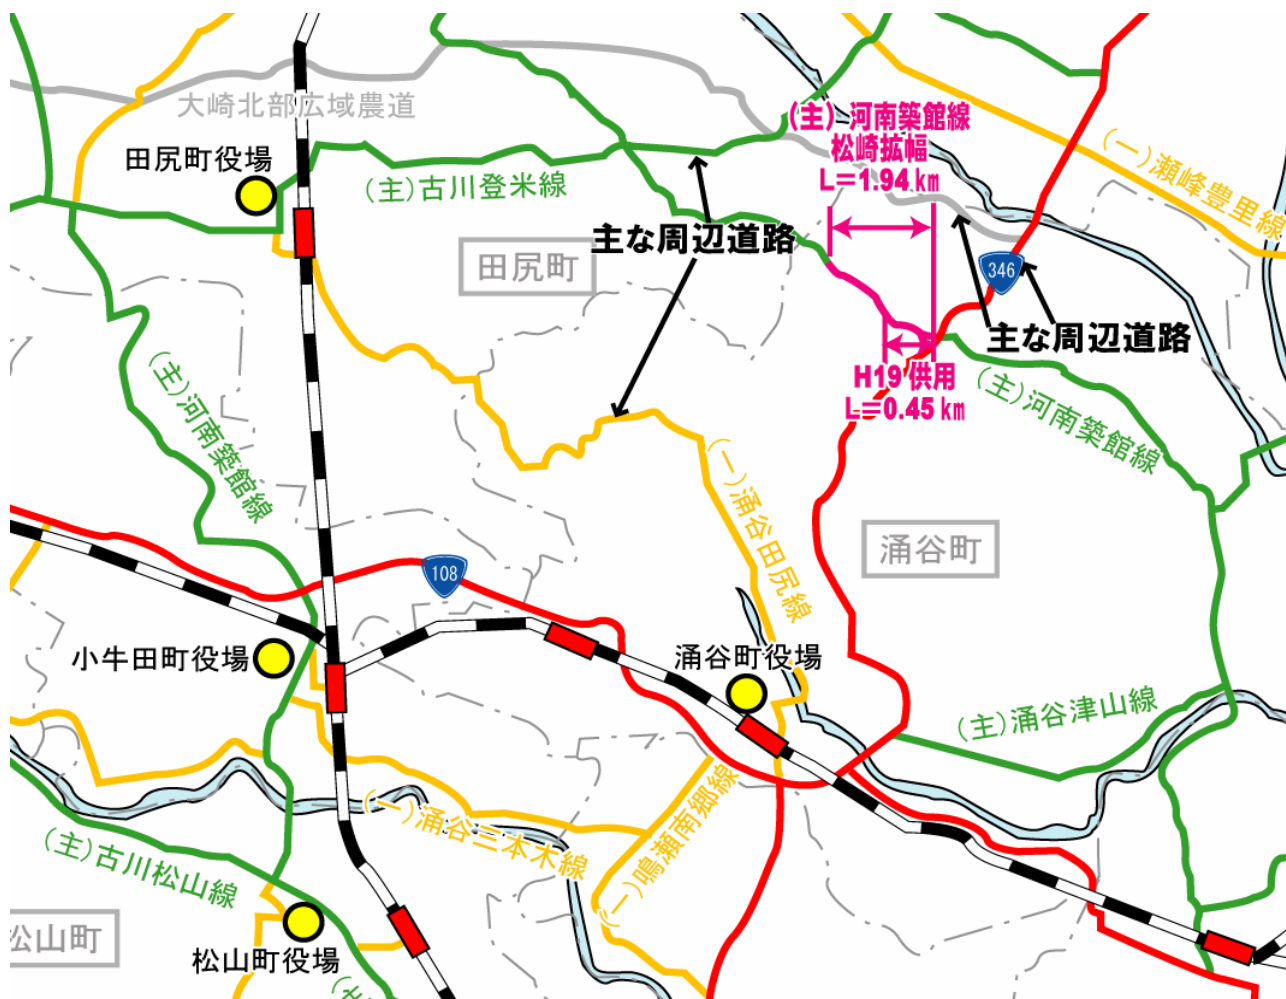 大崎北部広域農道
(主)河南築館線
松崎拡幅
L=1.94km
田尻町役場
(主)古川登米線
(一)瀬峰豊里線
主な周辺道路
田尻町
346
主な周辺道路
H19供用
L=0.45km
(主)河南築館線
(主)河南築館線
(一)涌谷田尻線
涌谷町
108
小牛田町役場
涌谷町役場
(主)涌谷津山線
(一)涌谷三本木線
(一)鳴瀬南郷線
(主)古川松山線
松山町役場
公山町